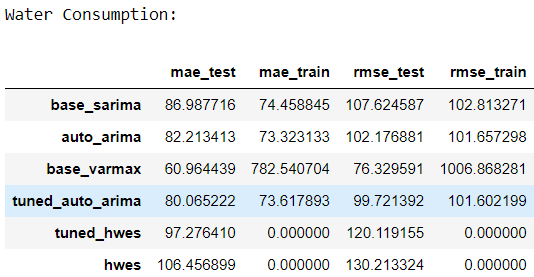 Water Consumption:
mae_test mae_train rmse_test rmse_train
base_sarima 86.987716 74.458845 107.624587 102.813271
auto_arima 82.213413 73.323133 102.176881 101.657298
base_varmax 60.964439 782.540704 76.329591 1006.868281
tuned_auto_arima 80.065222 73.617893 99.721392 101.602199
tuned_hwes 97.276410 0.000000 120.119155 0.000000
hwes 106.456899 0.000000 130.213324 0.000000